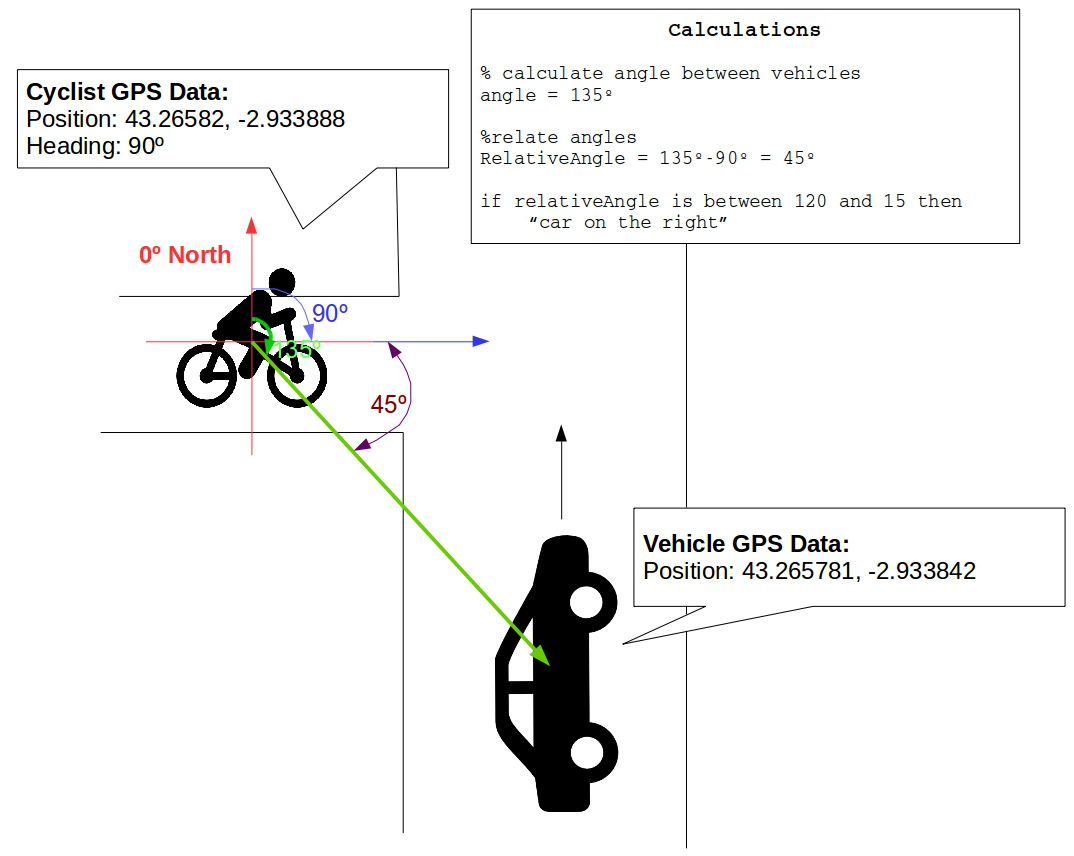 Calculations
% calculate angle between vehicles
angle = 135º
%relate angles
RelativeAngle = 135º-90º = 45º
if relativeAngle is between 120 and 15 then
“car on the right”
Cyclist GPS Data:
Position: 43.26582, -2.933888
Heading: 90º
0º North
90º
135º
45º
Vehicle GPS Data:
Position: 43.265781, -2.933842